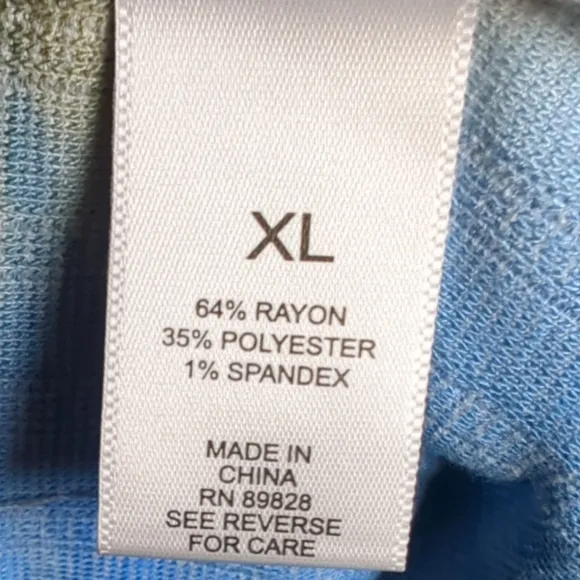 XL
64% RAYON
35% POLYESTER
1% SPANDEX
MADE IN
CHINA
RN 89828
SEE REVERSE
FOR CARE